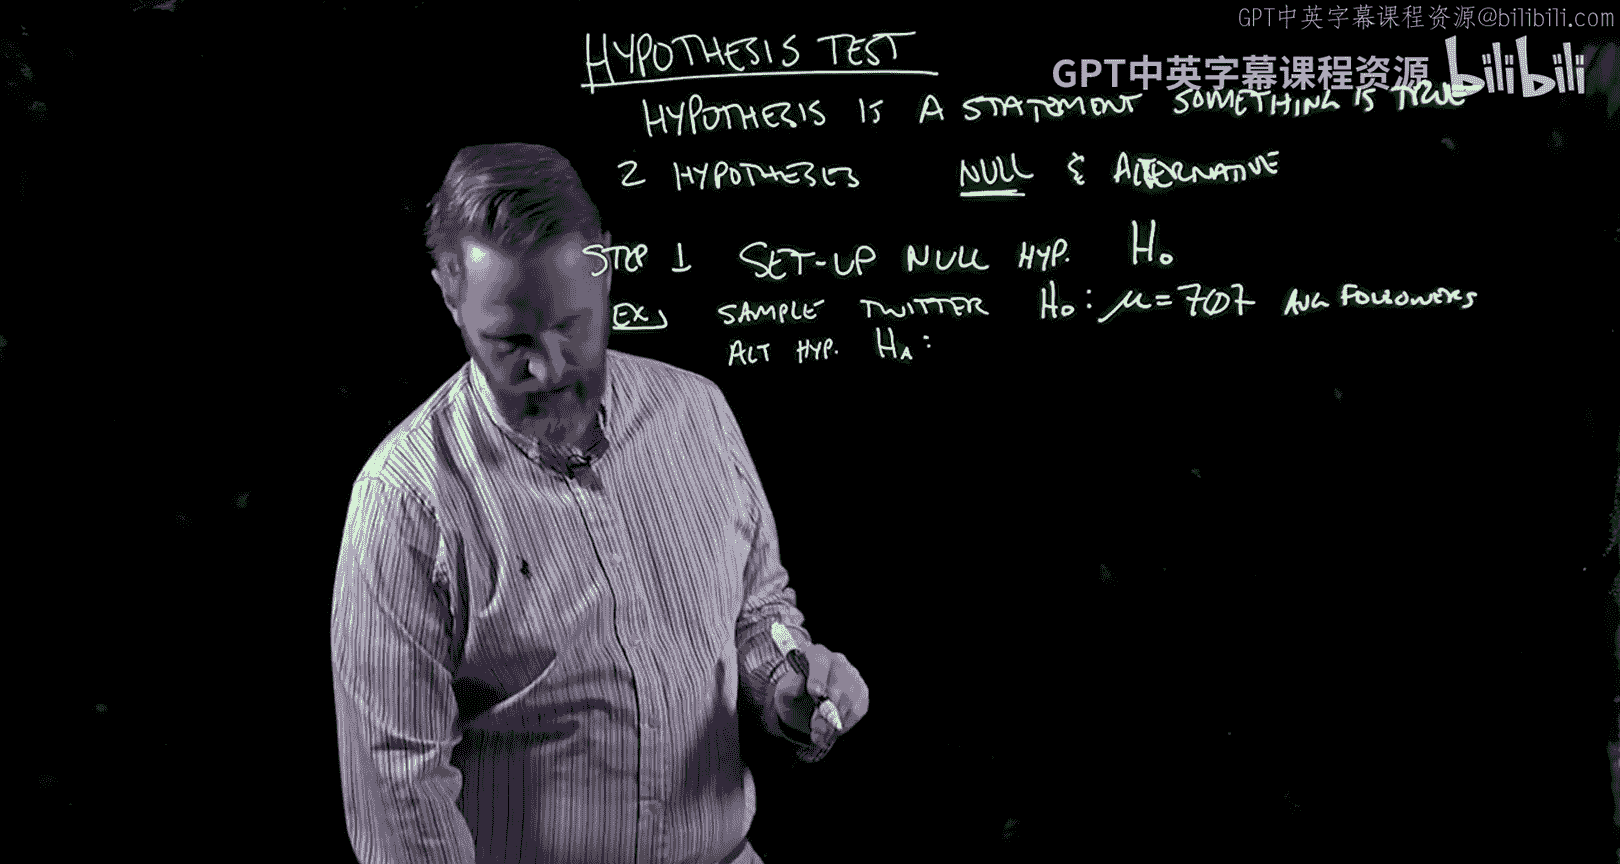 GPT中英字幕课程资源@bilibili.com
GPT中英字幕课程资源 bilibili
HYPOTHESIS TEST
HYPOTHESIS IS A STATEMENT SOMETHING IS TRUE
2 HYPOTHESES NULL & ALTERNATIVE
STEP 1 SET-UP NULL HYP. H₀
EX) SAMPLE TWITTER H₀: μ = 707 AVG FOLLOWERS
ALT HYP. Hₐ: